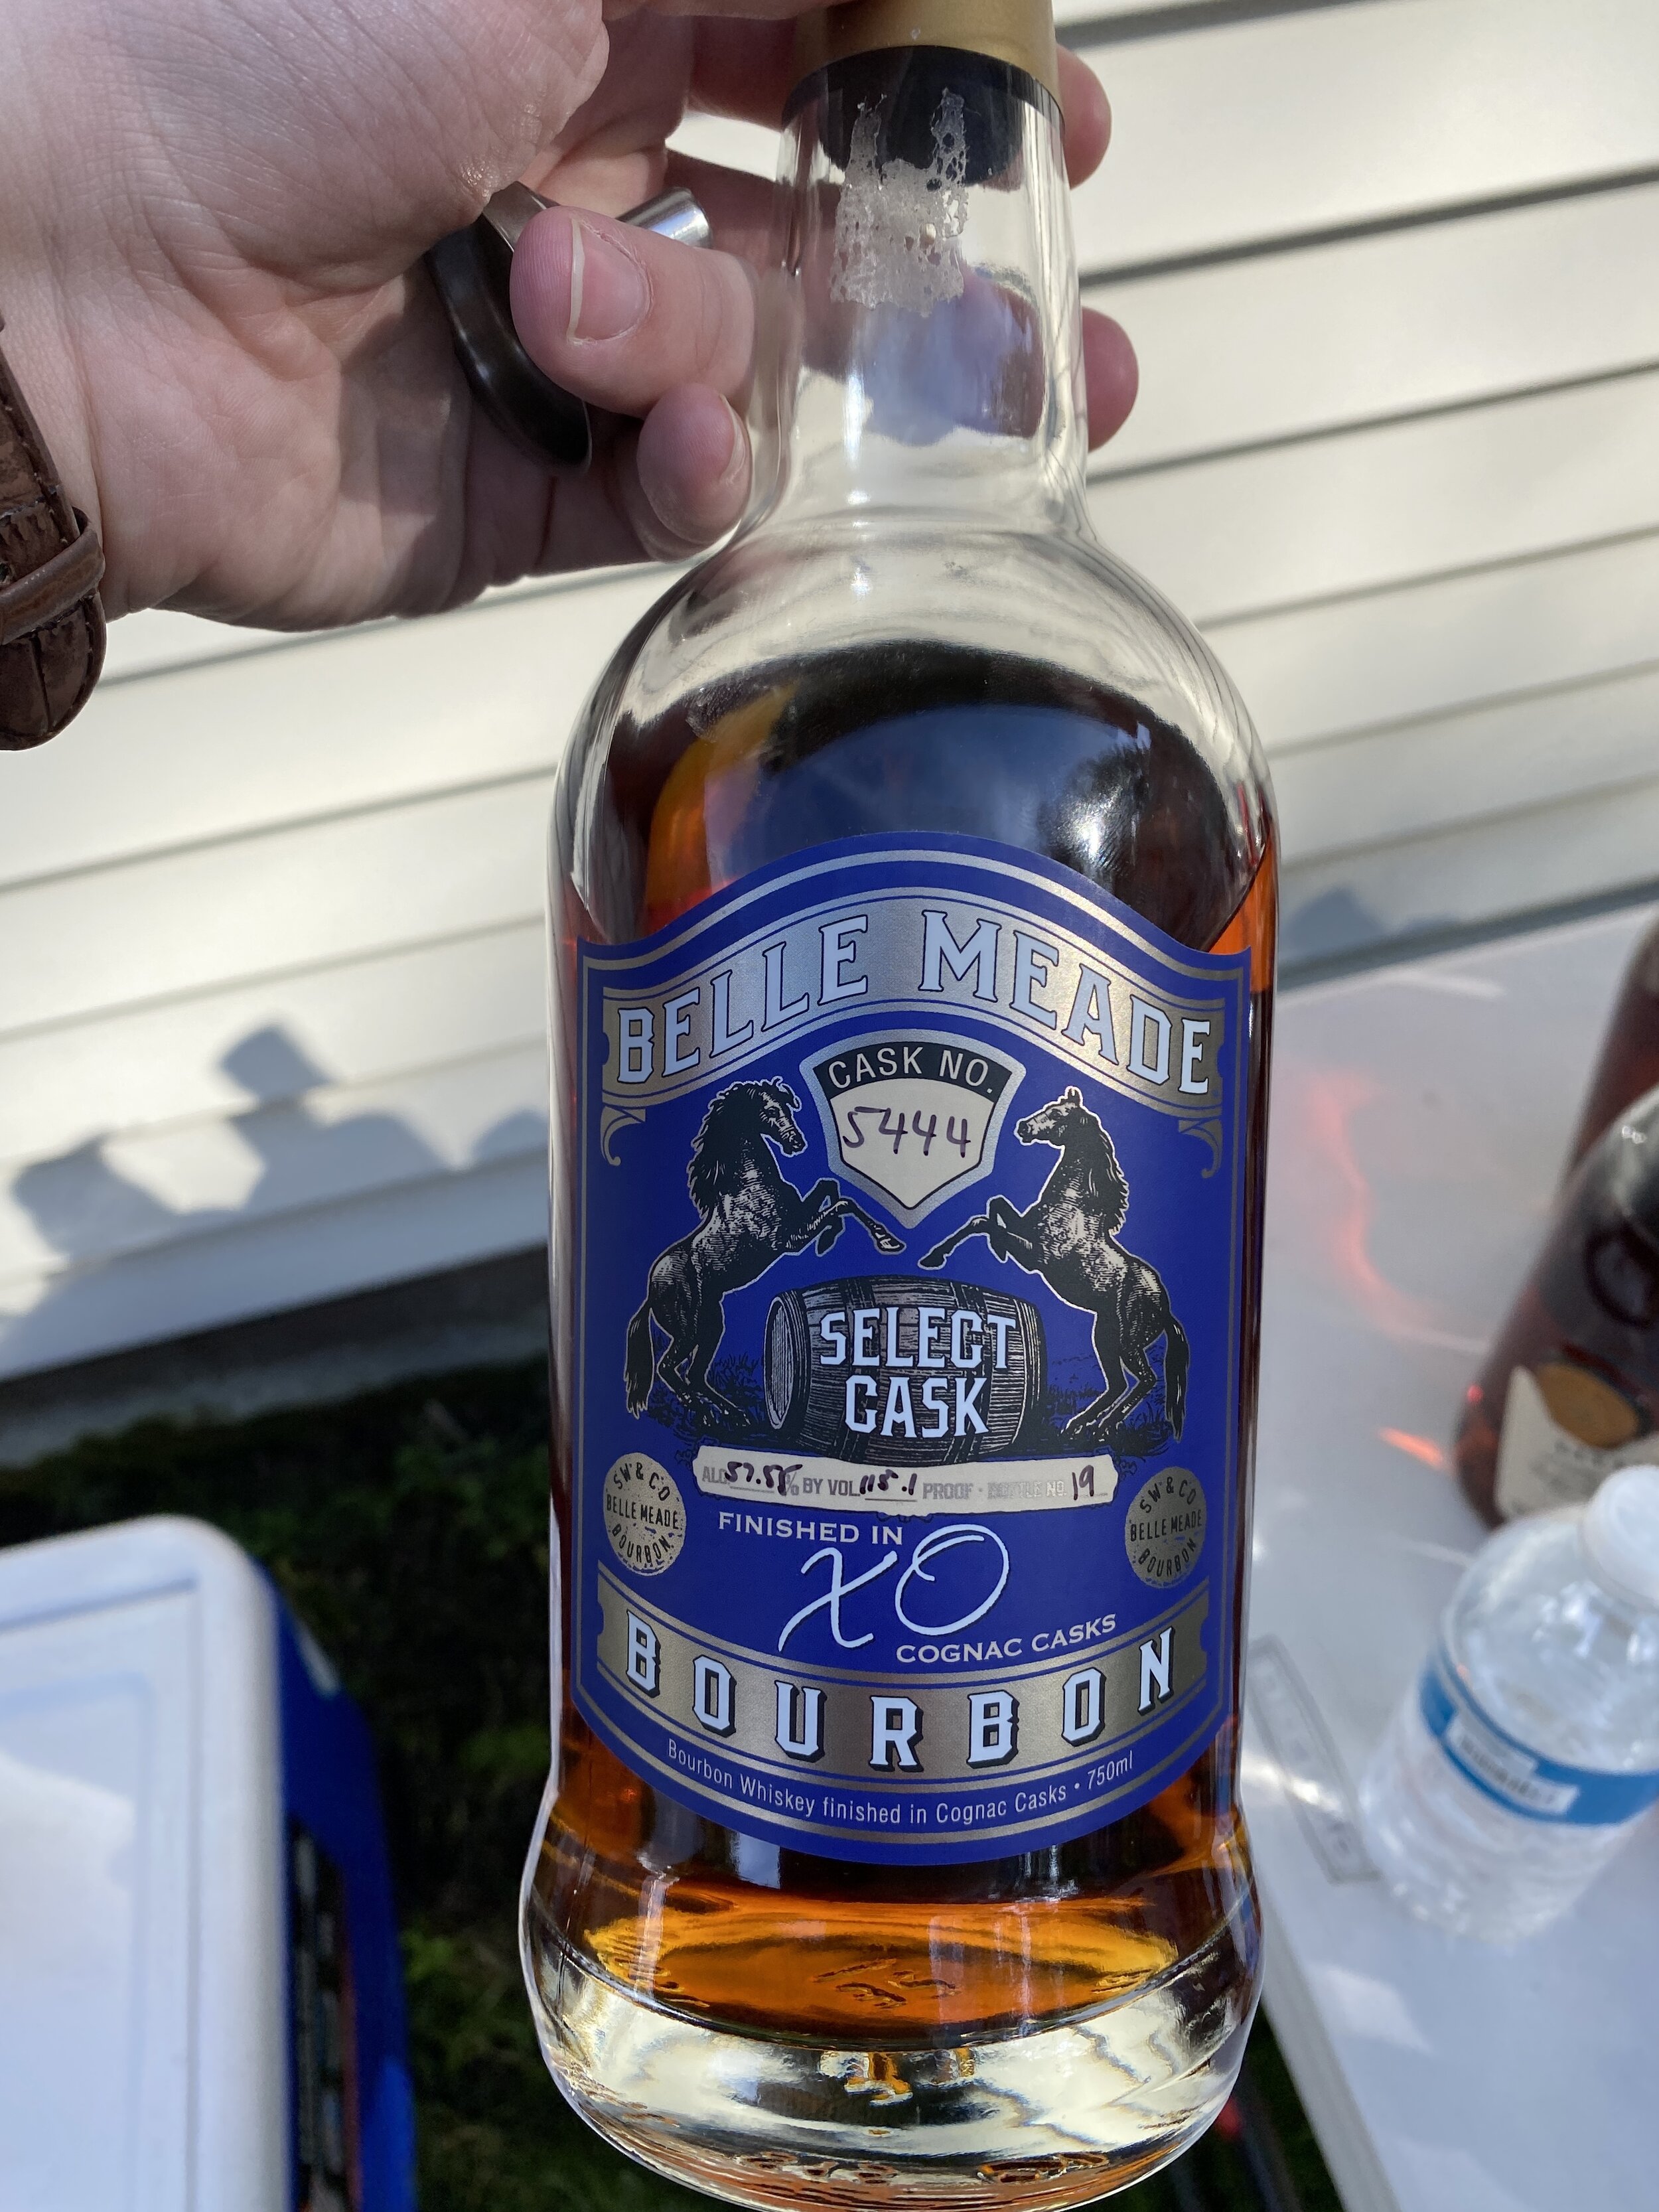 BELLE MEADE
CASK NO.
5444
SELECT
CASK
ALC 57.55% BY VOL 115.1 PROOF · BOTTLE NO. 19
SW & CO
BELLE MEADE
BOURBON
SW & CO
BELLE MEADE
BOURBON
FINISHED IN
XO
COGNAC CASKS
BOURBON
Bourbon Whiskey finished in Cognac Casks • 750ml